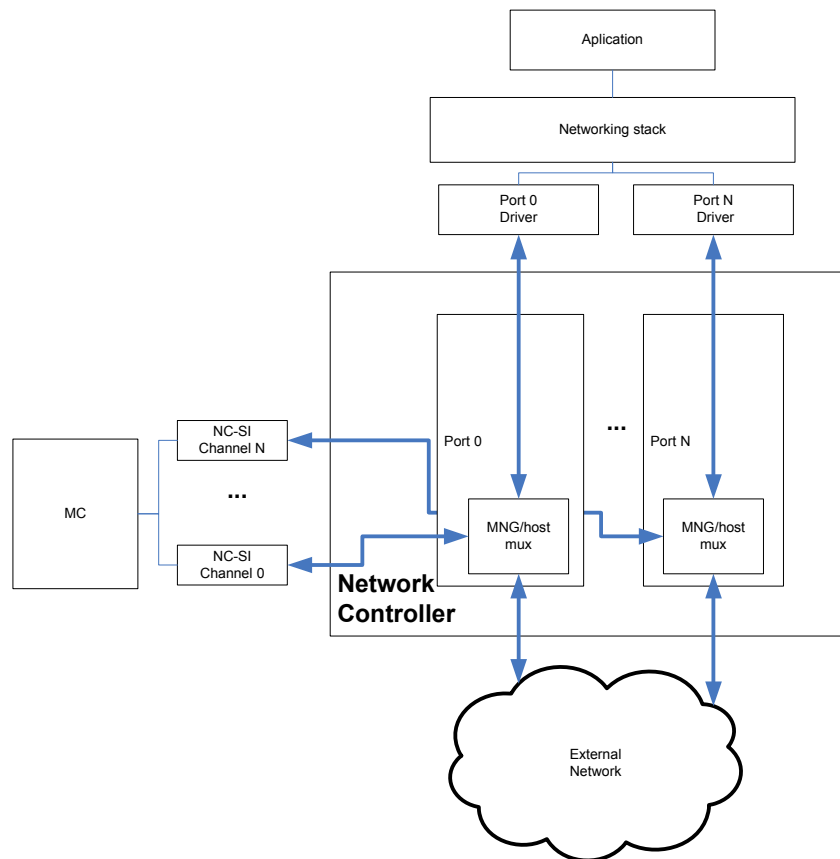 Aplication
Networking stack
Port 0
Driver
Port N
Driver
...
Port 0
Port N
NC-SI
Channel N
...
MC
NC-SI
Channel 0
MNG/host
mux
MNG/host
mux
Network
Controller
External
Network